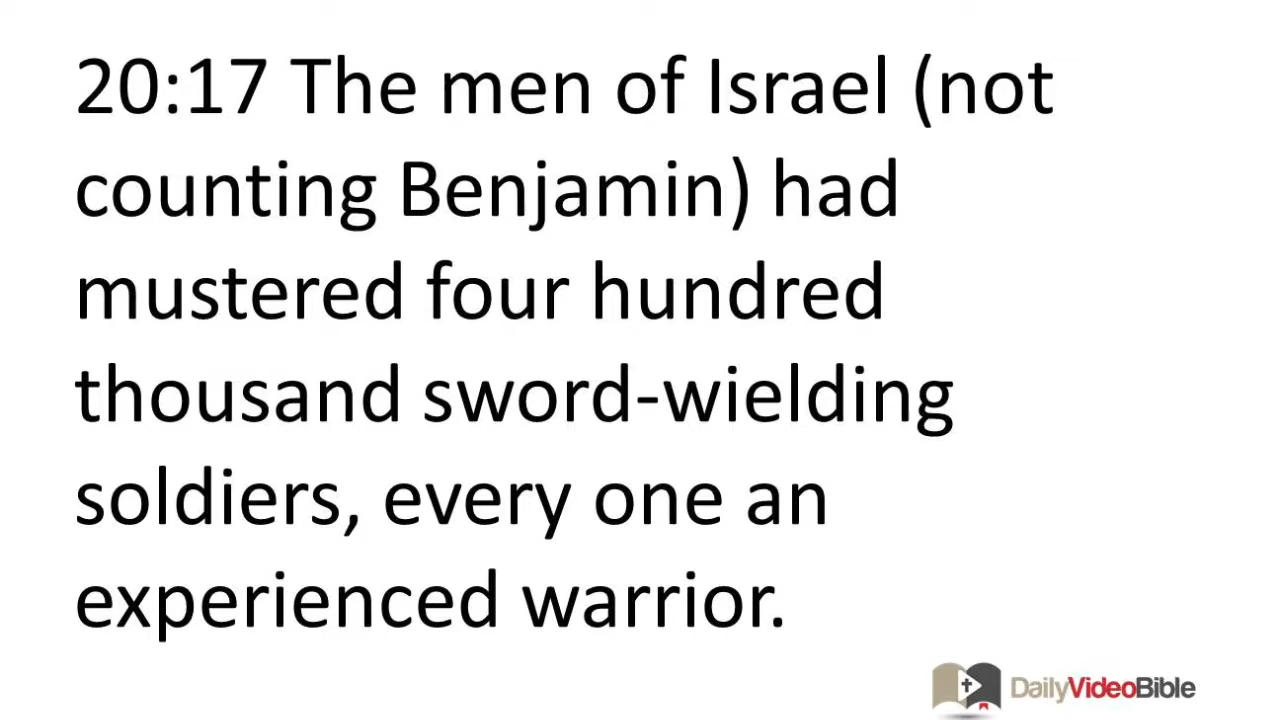 20:17 The men of Israel (not
counting Benjamin) had
mustered four hundred
thousand sword-wielding
soldiers, every one an
experienced warrior.
DailyVideoBible